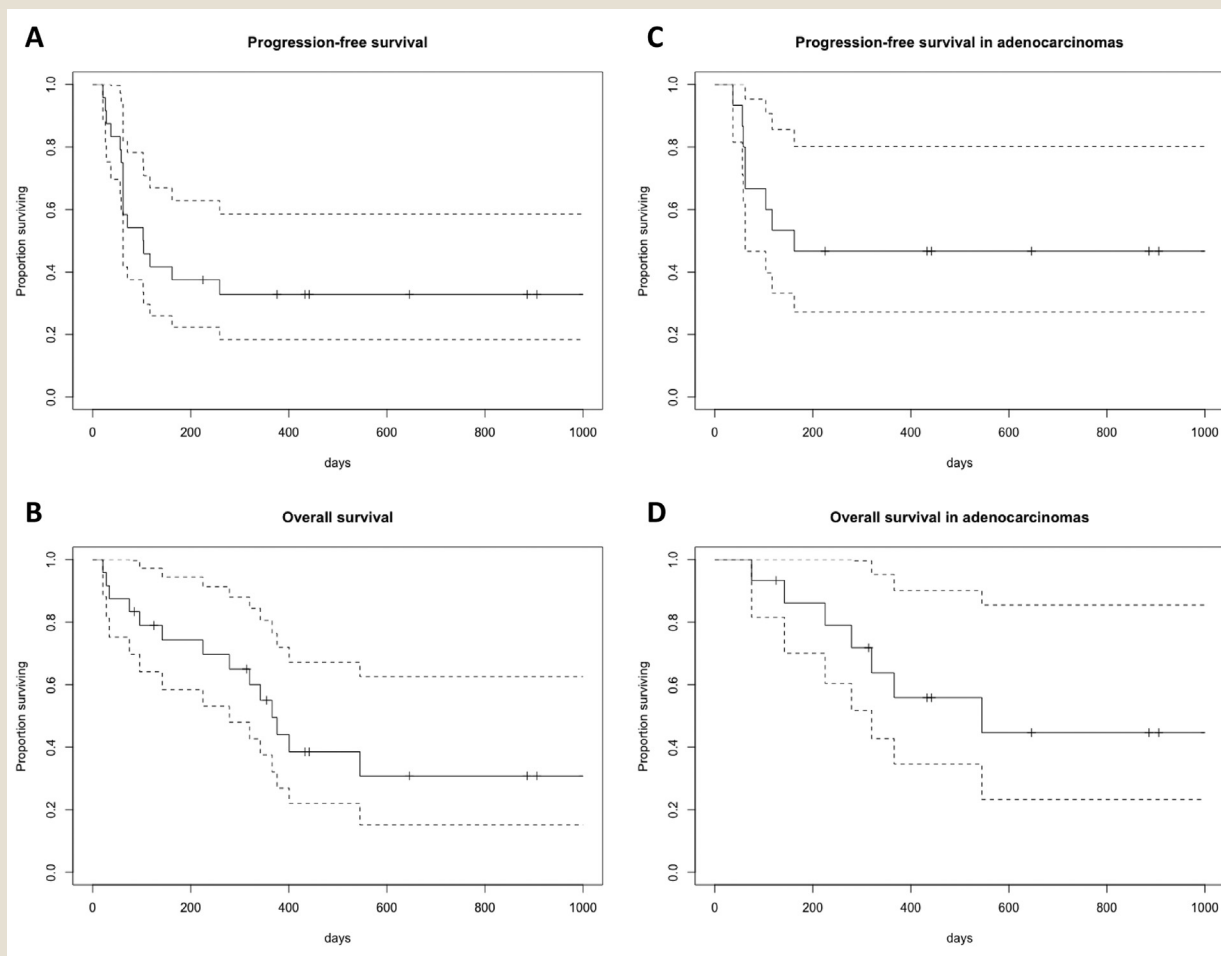 A
Progression-free survival
Proportion surviving
0.0 0.2 0.4 0.6 0.8 1.0
0 200 400 600 800 1000
days
B
Overall survival
Proportion surviving
0.0 0.2 0.4 0.6 0.8 1.0
0 200 400 600 800 1000
days
C
Progression-free survival in adenocarcinomas
Proportion surviving
0.0 0.2 0.4 0.6 0.8 1.0
0 200 400 600 800 1000
days
D
Overall survival in adenocarcinomas
Proportion surviving
0.0 0.2 0.4 0.6 0.8 1.0
0 200 400 600 800 1000
days